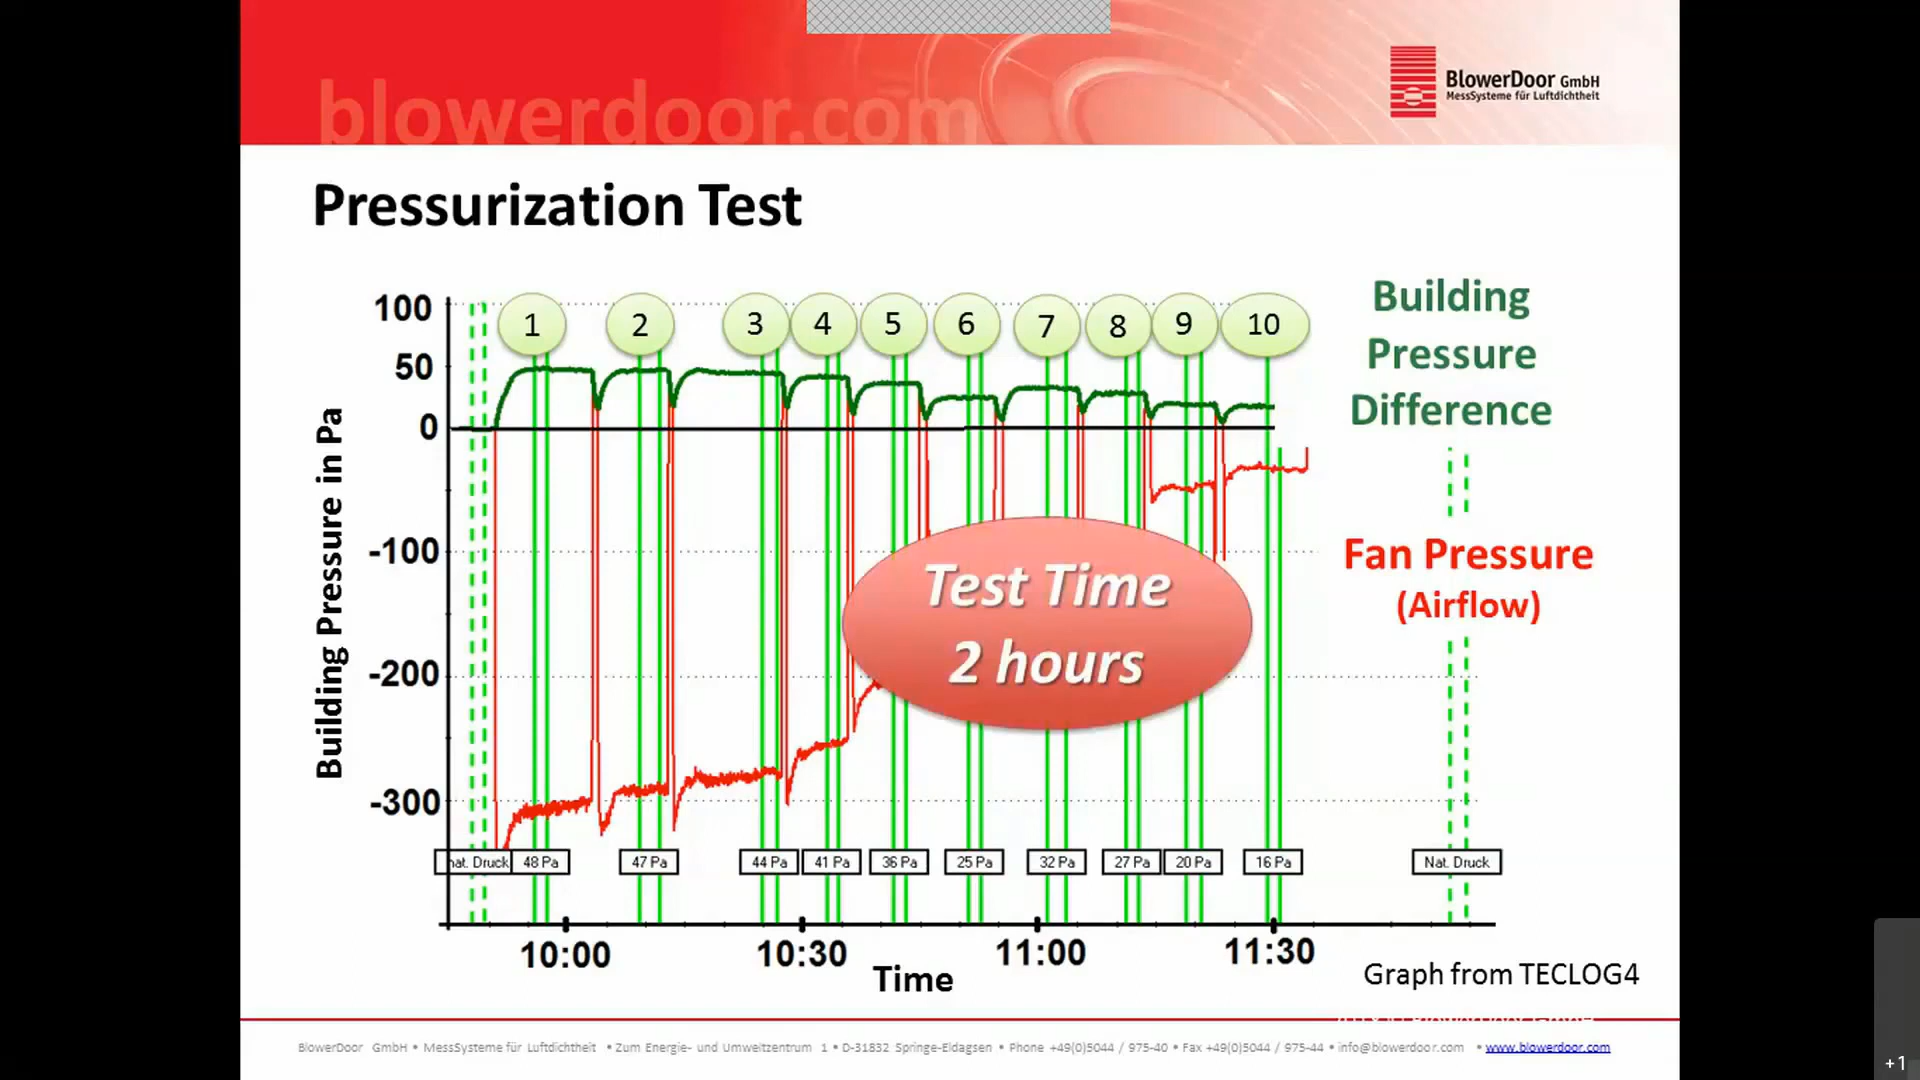 blowerdoor.com
BlowerDoor GmbH
MessSysteme für Luftdichtheit
Pressurization Test
Building Pressure in Pa
100
50
0
-100
-200
-300
1 2 3 4 5 6 7 8 9 10
Building
Pressure
Difference
Fan Pressure
(Airflow)
Test Time
2 hours
nat. Druck 48 Pa 47 Pa 44 Pa 41 Pa 36 Pa 25 Pa 32 Pa 27 Pa 20 Pa 16 Pa Nat. Druck
10:00 10:30 11:00 11:30
Time
Graph from TECLOG4
BlowerDoor GmbH • MessSysteme für Luftdichtheit • Zum Energie- und Umweltzentrum 1 • D-31832 Springe-Eldagsen • Phone +49(0)5044 / 975-40 • Fax +49(0)5044 / 975-44 • info@blowerdoor.com • www.blowerdoor.com
+1